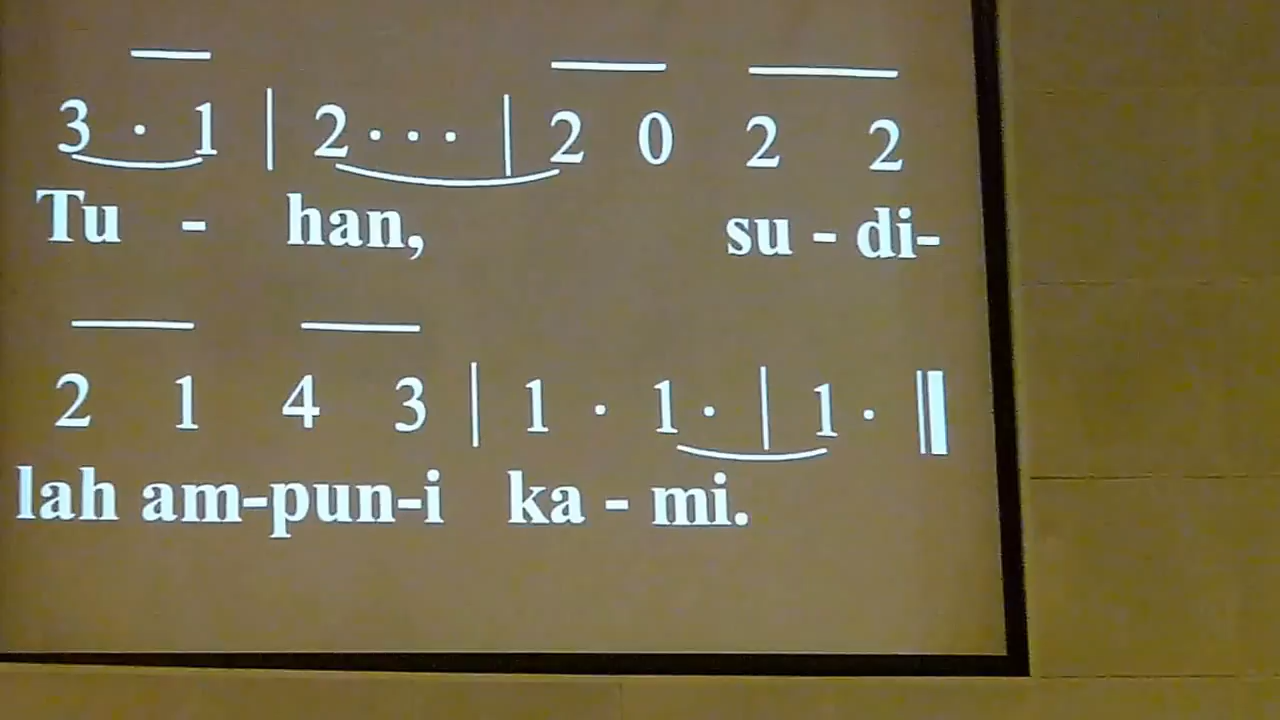 3 · 1 | 2 · · · | 2 0 2 2
Tu - han, su - di-
2 1 4 3 | 1 · 1 · | 1 ·
lah am-pun-i ka - mi.